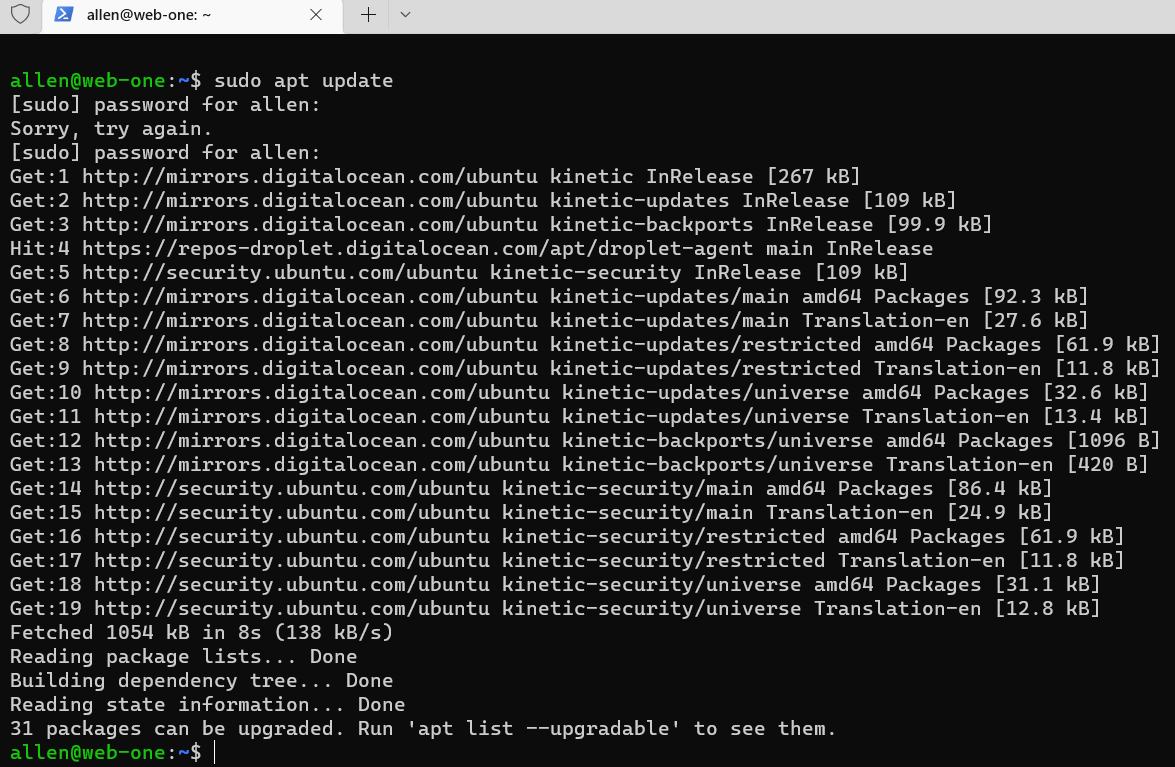 allen@web-one: ~
allen@web-one:~$ sudo apt update
[sudo] password for allen:
Sorry, try again.
[sudo] password for allen:
Get:1 http://mirrors.digitalocean.com/ubuntu kinetic InRelease [267 kB]
Get:2 http://mirrors.digitalocean.com/ubuntu kinetic-updates InRelease [109 kB]
Get:3 http://mirrors.digitalocean.com/ubuntu kinetic-backports InRelease [99.9 kB]
Hit:4 https://repos-droplet.digitalocean.com/apt/droplet-agent main InRelease
Get:5 http://security.ubuntu.com/ubuntu kinetic-security InRelease [109 kB]
Get:6 http://mirrors.digitalocean.com/ubuntu kinetic-updates/main amd64 Packages [92.3 kB]
Get:7 http://mirrors.digitalocean.com/ubuntu kinetic-updates/main Translation-en [27.6 kB]
Get:8 http://mirrors.digitalocean.com/ubuntu kinetic-updates/restricted amd64 Packages [61.9 kB]
Get:9 http://mirrors.digitalocean.com/ubuntu kinetic-updates/restricted Translation-en [11.8 kB]
Get:10 http://mirrors.digitalocean.com/ubuntu kinetic-updates/universe amd64 Packages [32.6 kB]
Get:11 http://mirrors.digitalocean.com/ubuntu kinetic-updates/universe Translation-en [13.4 kB]
Get:12 http://mirrors.digitalocean.com/ubuntu kinetic-backports/universe amd64 Packages [1096 B]
Get:13 http://mirrors.digitalocean.com/ubuntu kinetic-backports/universe Translation-en [420 B]
Get:14 http://security.ubuntu.com/ubuntu kinetic-security/main amd64 Packages [86.4 kB]
Get:15 http://security.ubuntu.com/ubuntu kinetic-security/main Translation-en [24.9 kB]
Get:16 http://security.ubuntu.com/ubuntu kinetic-security/restricted amd64 Packages [61.9 kB]
Get:17 http://security.ubuntu.com/ubuntu kinetic-security/restricted Translation-en [11.8 kB]
Get:18 http://security.ubuntu.com/ubuntu kinetic-security/universe amd64 Packages [31.1 kB]
Get:19 http://security.ubuntu.com/ubuntu kinetic-security/universe Translation-en [12.8 kB]
Fetched 1054 kB in 8s (138 kB/s)
Reading package lists... Done
Building dependency tree... Done
Reading state information... Done
31 packages can be upgraded. Run 'apt list --upgradable' to see them.
allen@web-one:~$